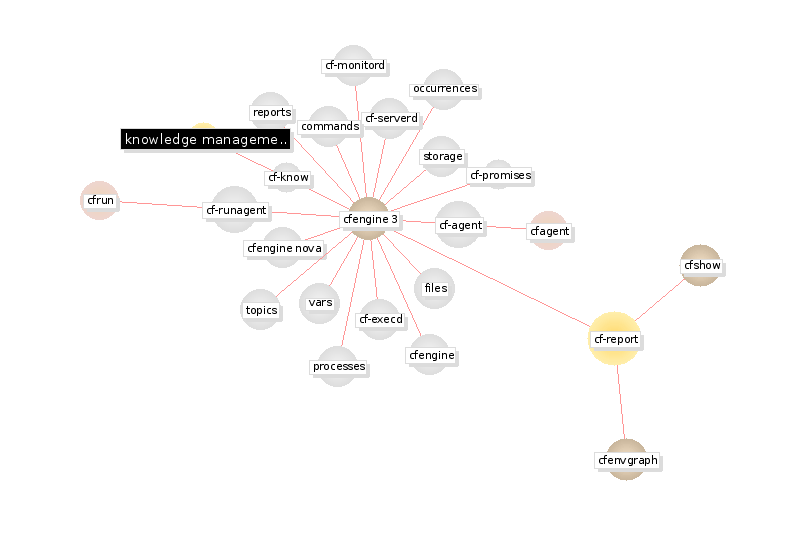 cf-monitord
occurrences
reports
cf-serverd
commands
knowledge manageme..
storage
cf-know
cf-promises
cfrun
cf-runagent
cfengine 3
cf-agent
cfagent
cfengine nova
cfshow
files
vars
topics
cf-execd
cf-report
cfengine
processes
cfenvgraph